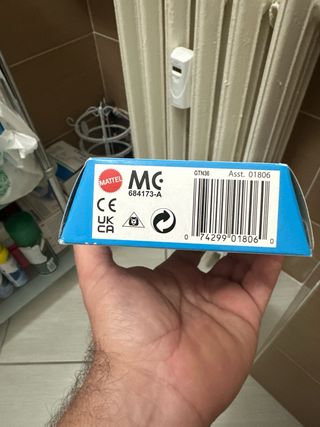 MATTEL
MC
684173-A
GTN36
Asst. 01806
CE
UK
CA
0 74299 01806 0